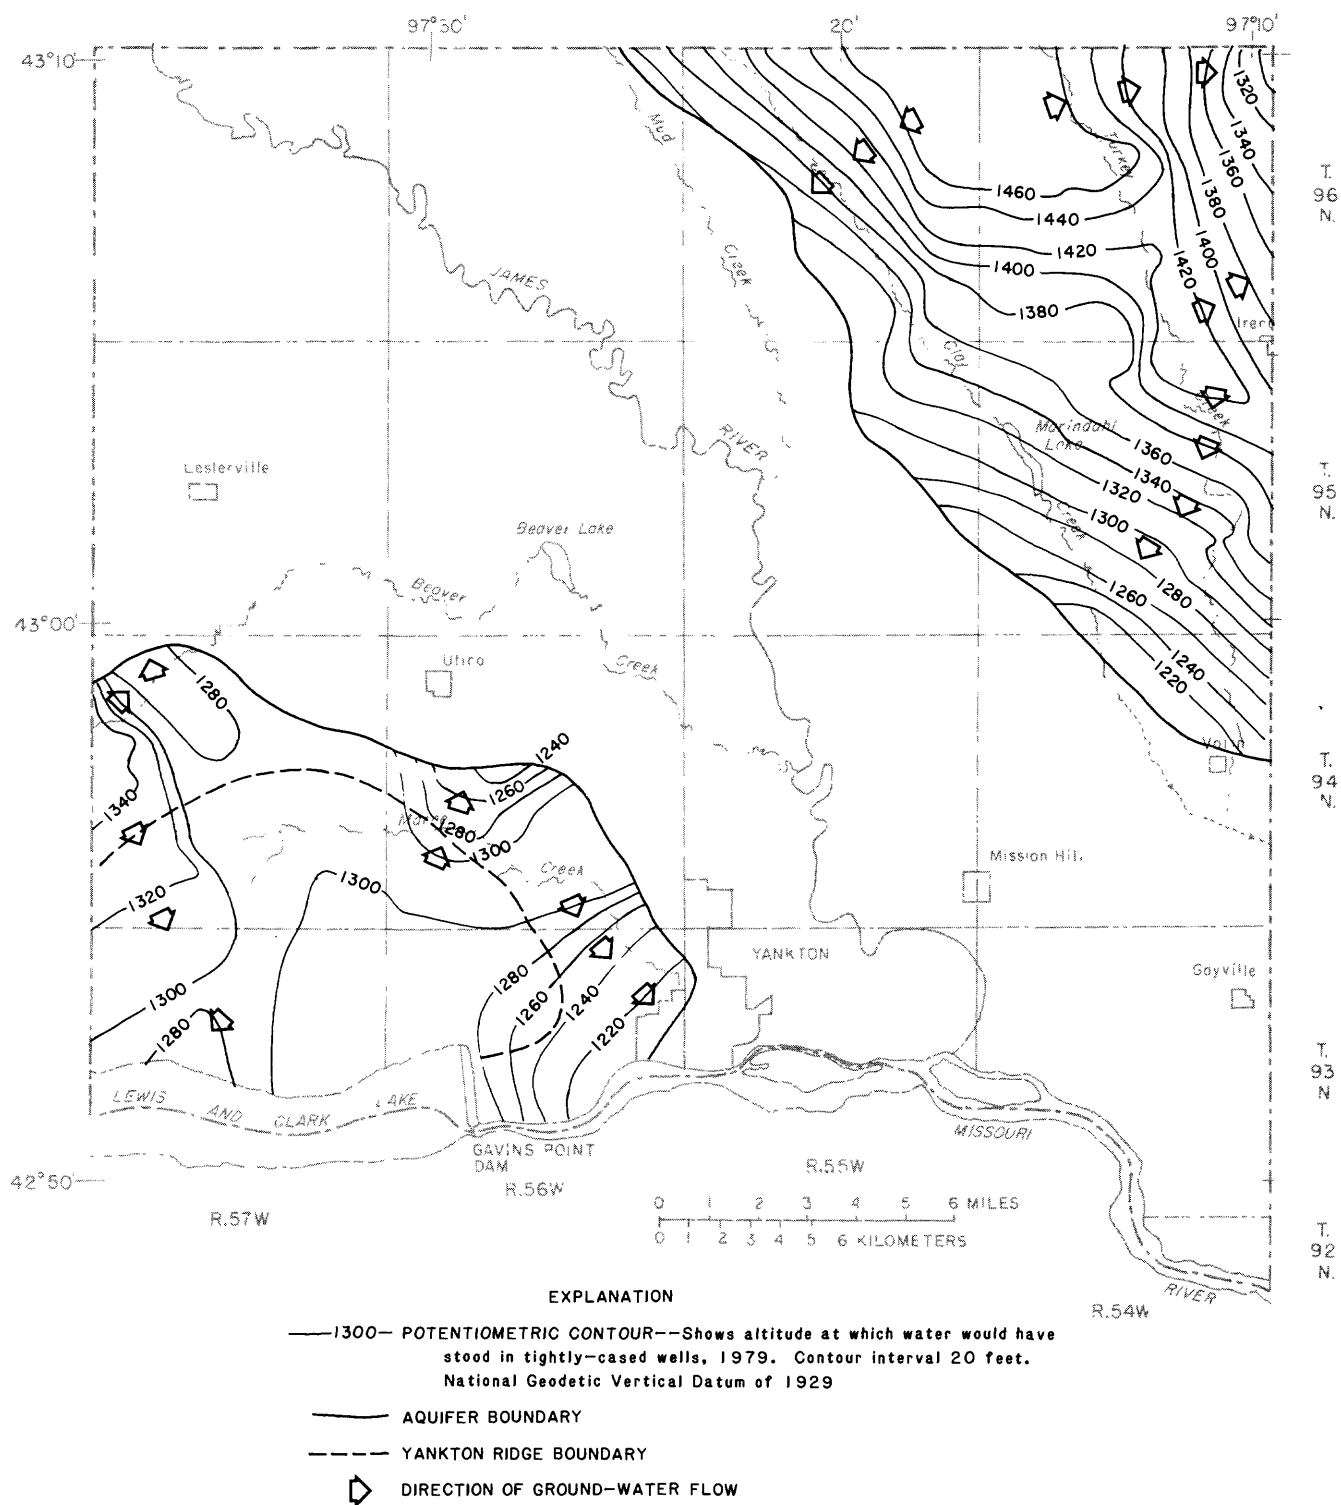 97°30'
20'
97°10'
43°10'
Mud
Creek
Turkey
1320
1340
1360
1380
1400
1420
1460
1440
1420
1400
1380
T.
96
N.
JAMES
RIVER
Clay
Creek
Irene
Creek
Marindahl
Lake
1360
1340
1320
1300
1280
1260
1240
1220
T.
95
N.
Lesterville
Beaver Lake
Beaver
Creek
43°00'
Utica
1280
1240
1260
1280
1300
1340
1320
1300
Creek
Volin
T.
94
N.
Mission Hill
YANKTON
Gayville
1300
1280
1280
1260
1240
1220
T.
93
N
LEWIS AND CLARK LAKE
GAVINS POINT
DAM
MISSOURI
RIVER
42°50'
R.57W
R.56W
R.55W
R.54W
T.
92
N.
0 1 2 3 4 5 6 MILES
0 1 2 3 4 5 6 KILOMETERS
EXPLANATION
—1300— POTENTIOMETRIC CONTOUR--Shows altitude at which water would have
stood in tightly-cased wells, 1979. Contour interval 20 feet.
National Geodetic Vertical Datum of 1929
AQUIFER BOUNDARY
YANKTON RIDGE BOUNDARY
DIRECTION OF GROUND-WATER FLOW